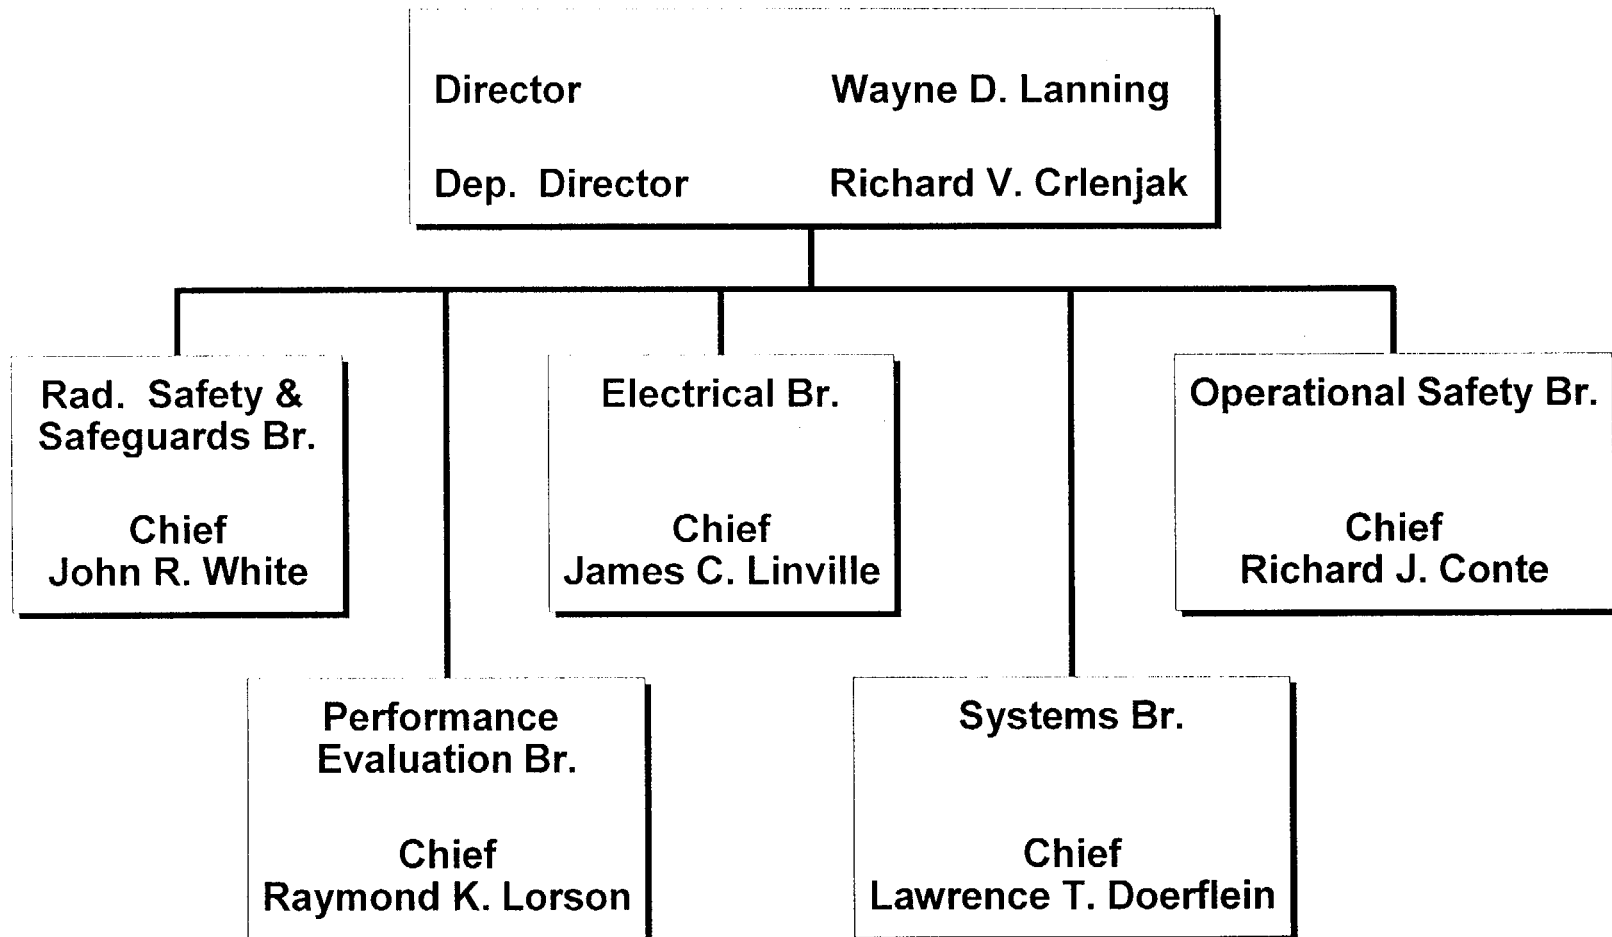 Director Wayne D. Lanning
Dep. Director Richard V. Crlenjak
Rad. Safety &
Safeguards Br.
Chief
John R. White
Electrical Br.
Chief
James C. Linville
Operational Safety Br.
Chief
Richard J. Conte
Performance
Evaluation Br.
Chief
Raymond K. Lorson
Systems Br.
Chief
Lawrence T. Doerflein